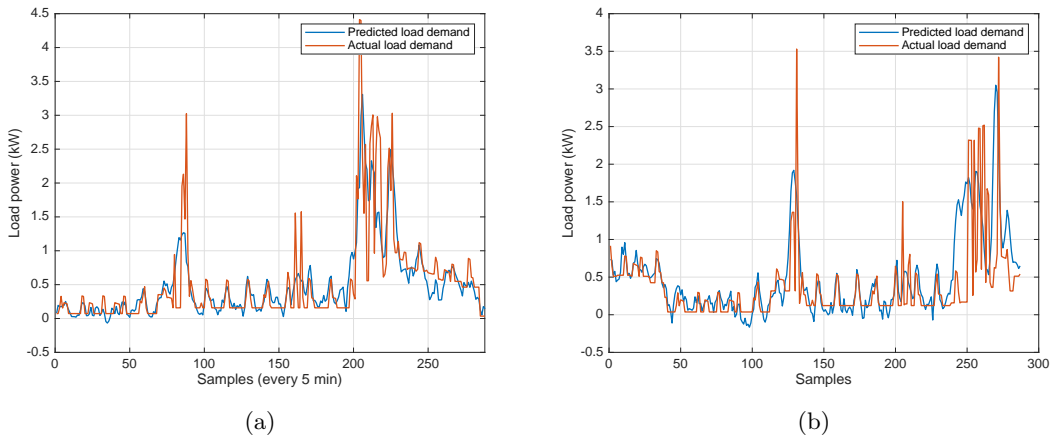 4.5
4
3.5
3
2.5
2
1.5
1
0.5
0
-0.5
Load power (kW)
Predicted load demand
Actual load demand
0 50 100 150 200 250
Samples (every 5 min)
(a)
4
3.5
3
2.5
2
1.5
1
0.5
0
-0.5
Load power (kW)
Predicted load demand
Actual load demand
0 50 100 150 200 250 300
Samples
(b)